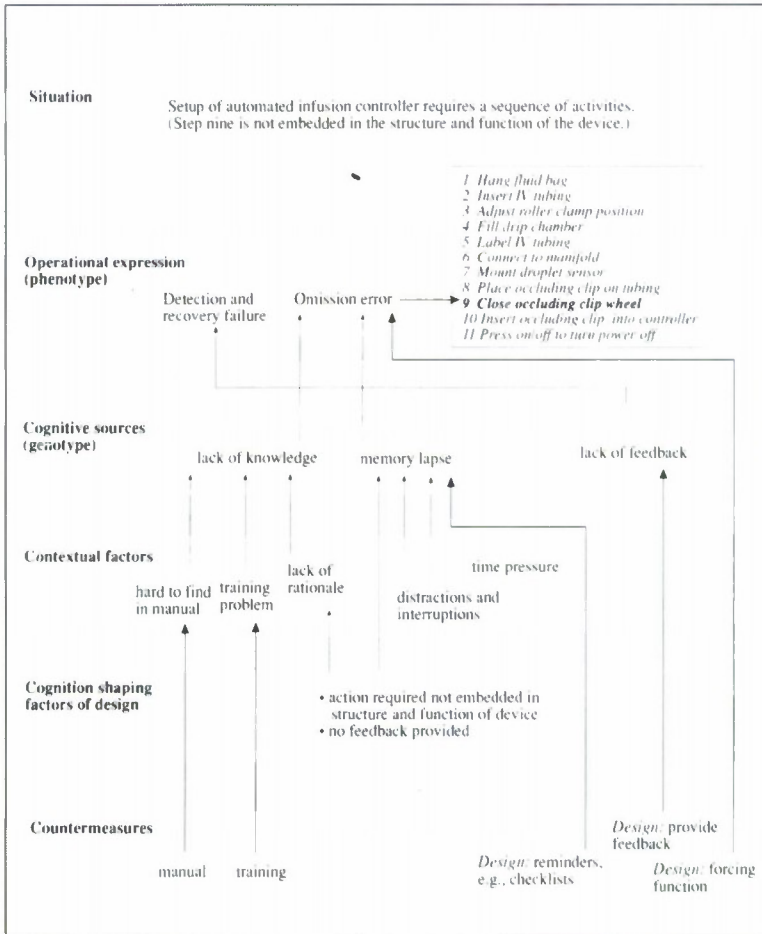 Situation
Setup of automated infusion controller requires a sequence of activities.
(Step nine is not embedded in the structure and function of the device.)
1 Hang fluid bag
2 Insert IV tubing
3 Adjust roller clamp position
4 Fill drip chamber
5 Label IV tubing
6 Connect to manifold
7 Mount droplet sensor
8 Place occluding clip on tubing
9 Close occluding clip wheel
10 Insert occluding clip into controller
11 Press on/off to turn power off
Operational expression
(phenotype)
Detection and
recovery failure
Omission error
Cognitive sources
(genotype)
lack of knowledge
memory lapse
lack of feedback
Contextual factors
hard to find
in manual
training
problem
lack of
rationale
distractions and
interruptions
time pressure
Cognition shaping
factors of design
• action required not embedded in
structure and function of device
• no feedback provided
Countermeasures
manual
training
Design: reminders,
e.g., checklists
Design: provide
feedback
Design: forcing
function